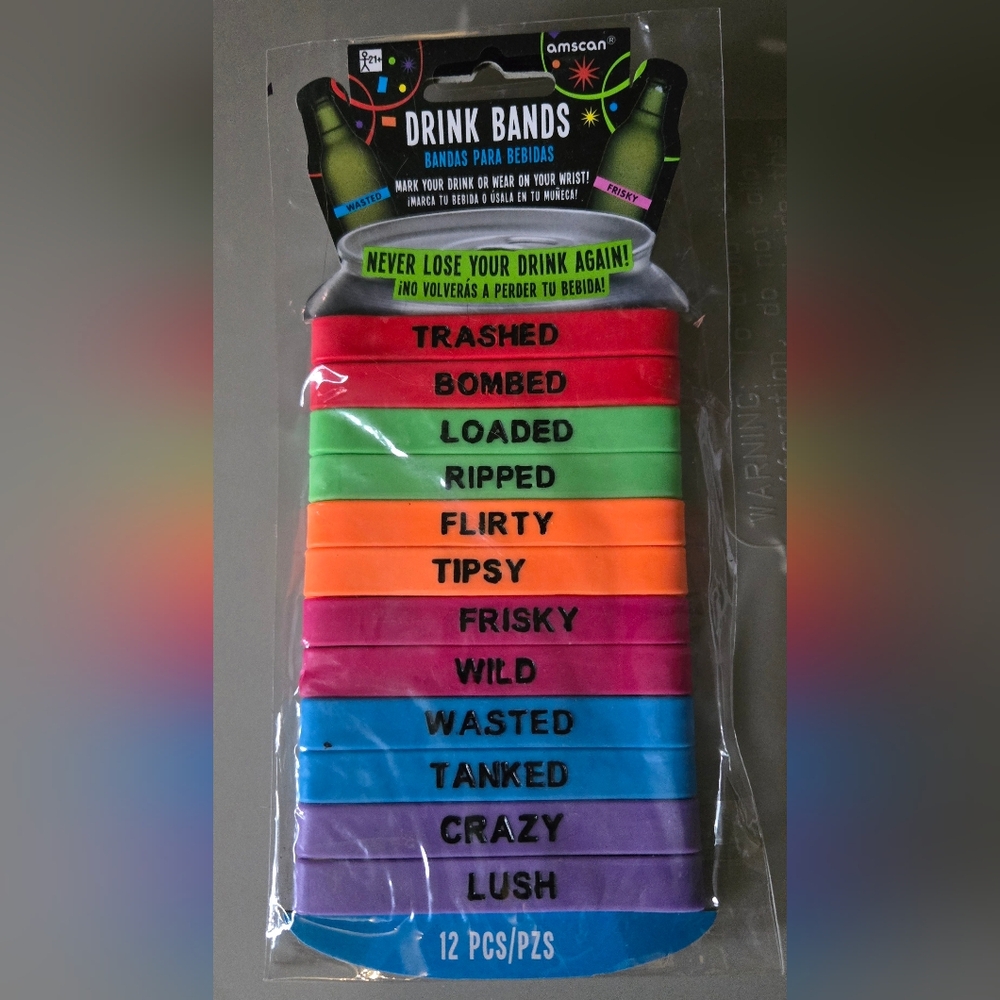 21+
amscan®
DRINK BANDS
BANDAS PARA BEBIDAS
MARK YOUR DRINK OR WEAR ON YOUR WRIST!
¡MARCA TU BEBIDA O ÚSALA EN TU MUÑECA!
WASTED
FRISKY
NEVER LOSE YOUR DRINK AGAIN!
¡NO VOLVERÁS A PERDER TU BEBIDA!
TRASHED
BOMBED
LOADED
RIPPED
FLIRTY
TIPSY
FRISKY
WILD
WASTED
TANKED
CRAZY
LUSH
12 PCS/PZS
WARNING: